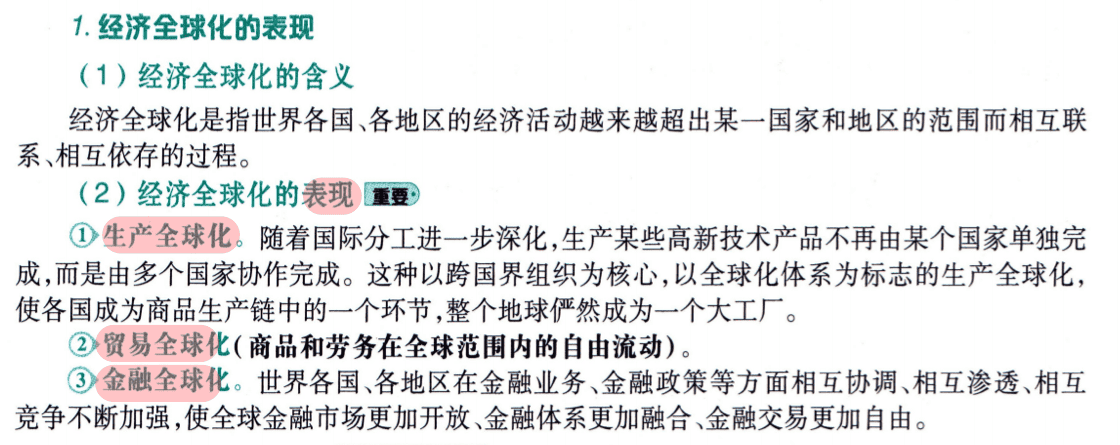 1. 经济全球化的表现
（1）经济全球化的含义
经济全球化是指世界各国、各地区的经济活动越来越超出某一国家和地区的范围而相互联
系、相互依存的过程。
（2）经济全球化的表现 重要
①生产全球化。随着国际分工进一步深化,生产某些高新技术产品不再由某个国家单独完
成,而是由多个国家协作完成。这种以跨国界组织为核心,以全球化体系为标志的生产全球化,
使各国成为商品生产链中的一个环节,整个地球俨然成为一个大工厂。
②贸易全球化(商品和劳务在全球范围内的自由流动)。
③金融全球化。世界各国、各地区在金融业务、金融政策等方面相互协调、相互渗透、相互
竞争不断加强,使全球金融市场更加开放、金融体系更加融合、金融交易更加自由。